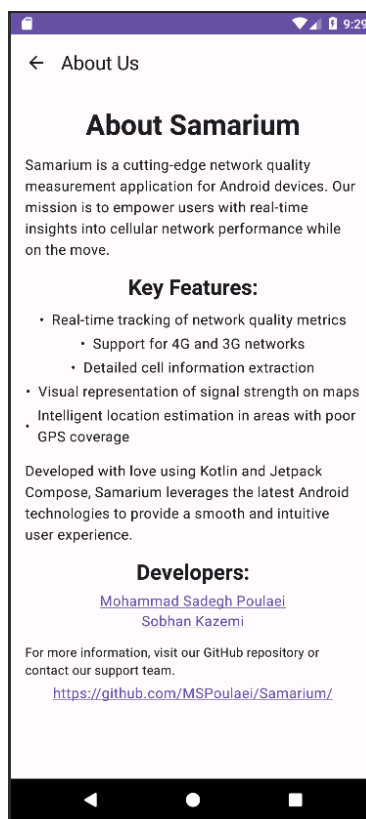 9:29
About Us
About Samarium
Samarium is a cutting-edge network quality
measurement application for Android devices. Our
mission is to empower users with real-time
insights into cellular network performance while
on the move.
Key Features:
• Real-time tracking of network quality metrics
• Support for 4G and 3G networks
• Detailed cell information extraction
• Visual representation of signal strength on maps
• Intelligent location estimation in areas with poor
GPS coverage
Developed with love using Kotlin and Jetpack
Compose, Samarium leverages the latest Android
technologies to provide a smooth and intuitive
user experience.
Developers:
Mohammad Sadegh Poulaei
Sobhan Kazemi
For more information, visit our GitHub repository or
contact our support team.
https://github.com/MSPoulaei/Samarium/